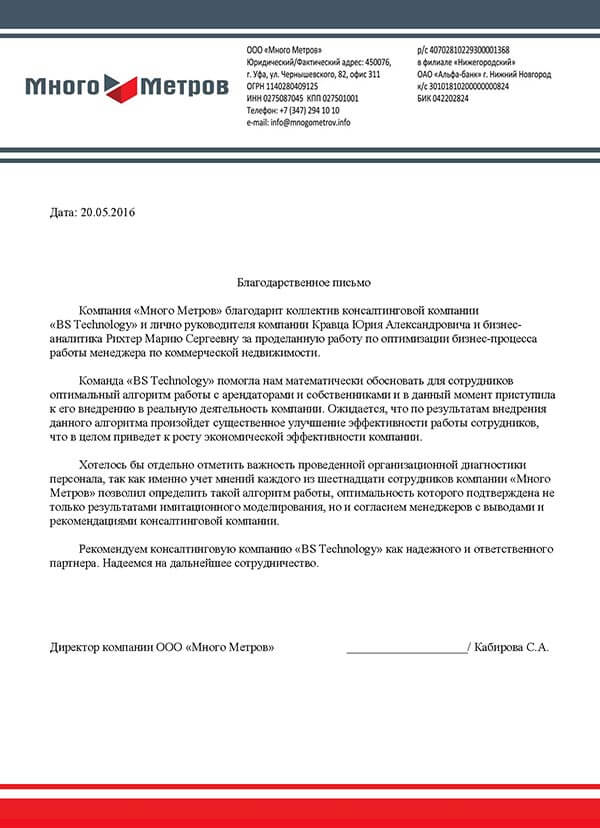 Много Метров
ООО «Много Метров»
Юридический/Фактический адрес: 450076,
г. Уфа, ул. Чернышевского, 82, офис 311
ОГРН 1140280409125
ИНН 0275087045 КПП 027501001
Телефон: +7 (347) 294 10 10
e-mail: info@mnogometrov.info
р/с 40702810229300001368
в филиале «Нижегородский»
ОАО «Альфа-банк» г. Нижний Новгород
к/с 30101810200000000824
БИК 042202824
Дата: 20.05.2016
Благодарственное письмо
Компания «Много Метров» благодарит коллектив консалтинговой компании
«BS Technology» и лично руководителя компании Кравца Юрия Александровича и бизнес-
аналитика Рихтер Марию Сергеевну за проделанную работу по оптимизации бизнес-процесса
работы менеджера по коммерческой недвижимости.
Команда «BS Technology» помогла нам математически обосновать для сотрудников
оптимальный алгоритм работы с арендаторами и собственниками и в данный момент приступила
к его внедрению в реальную деятельность компании. Ожидается, что по результатам внедрения
данного алгоритма произойдет существенное улучшение эффективности работы сотрудников,
что в целом приведет к росту экономической эффективности компании.
Хотелось бы отдельно отметить важность проведенной организационной диагностики
персонала, так как именно учет мнений каждого из шестнадцати сотрудников компании «Много
Метров» позволил определить такой алгоритм работы, оптимальность которого подтверждена не
только результатами имитационного моделирования, но и согласием менеджеров с выводами и
рекомендациями консалтинговой компании.
Рекомендуем консалтинговую компанию «BS Technology» как надежного и ответственного
партнера. Надеемся на дальнейшее сотрудничество.
Директор компании ООО «Много Метров» ____________________/ Кабирова С.А.